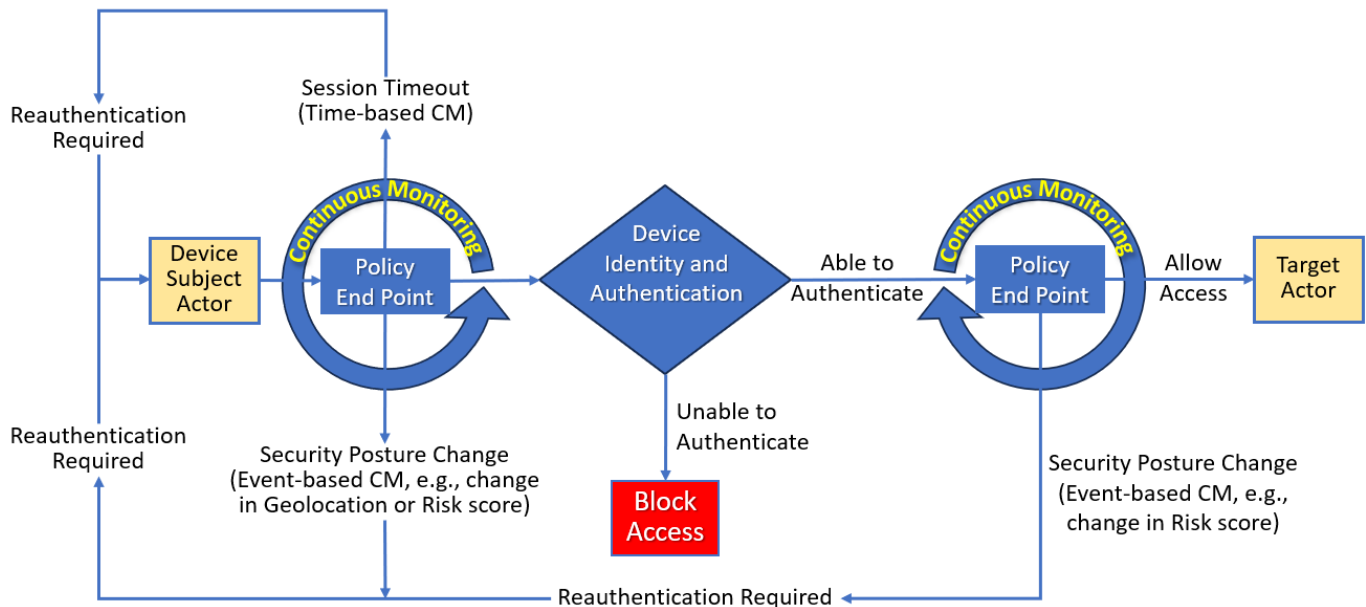 Session Timeout
(Time-based CM)
Reauthentication
Required
Continuous Monitoring
Continuous Monitoring
Device
Subject
Actor
Policy
End Point
Device
Identity and
Authentication
Able to
Authenticate
Policy
End Point
Allow
Access
Target
Actor
Unable to
Authenticate
Reauthentication
Required
Security Posture Change
(Event-based CM, e.g., change
in Geolocation or Risk score)
Block
Access
Security Posture Change
(Event-based CM, e.g.,
change in Risk score)
Reauthentication Required